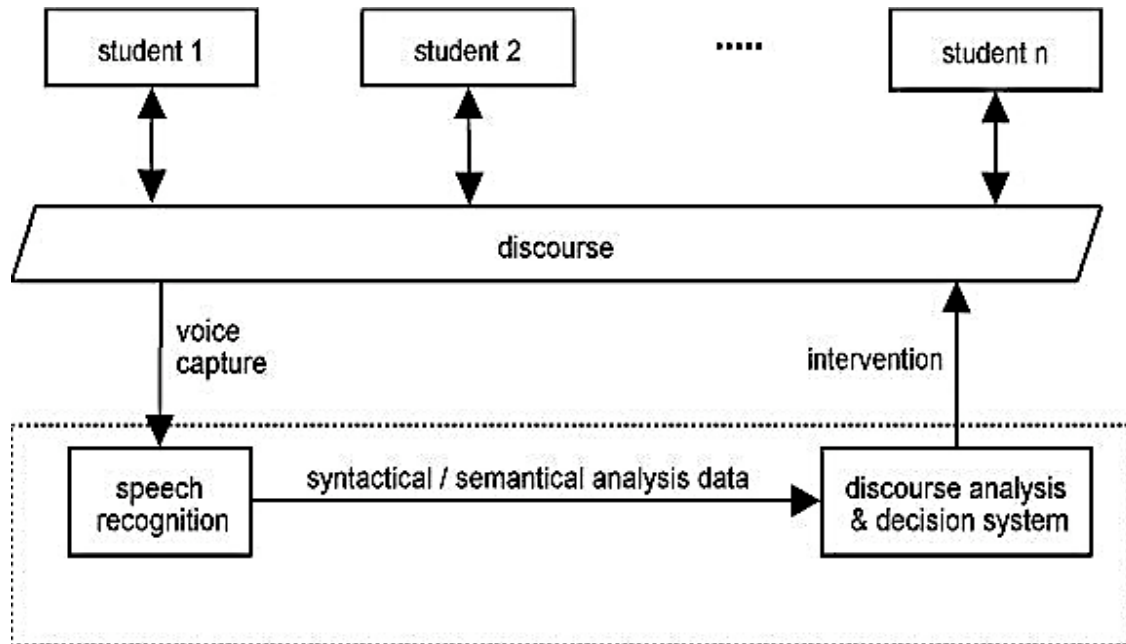 student 1
student 2
.....
student n
discourse
voice
capture
intervention
speech
recognition
syntactical / semantical analysis data
discourse analysis
& decision system